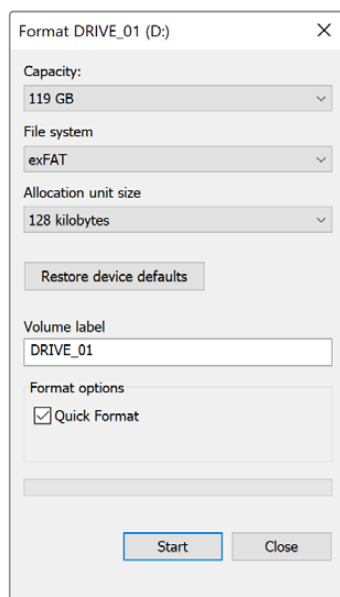 Format DRIVE_01 (D:)
Capacity:
119 GB
File system
exFAT
Allocation unit size
128 kilobytes
Restore device defaults
Volume label
DRIVE_01
Format options
Quick Format
Start Close